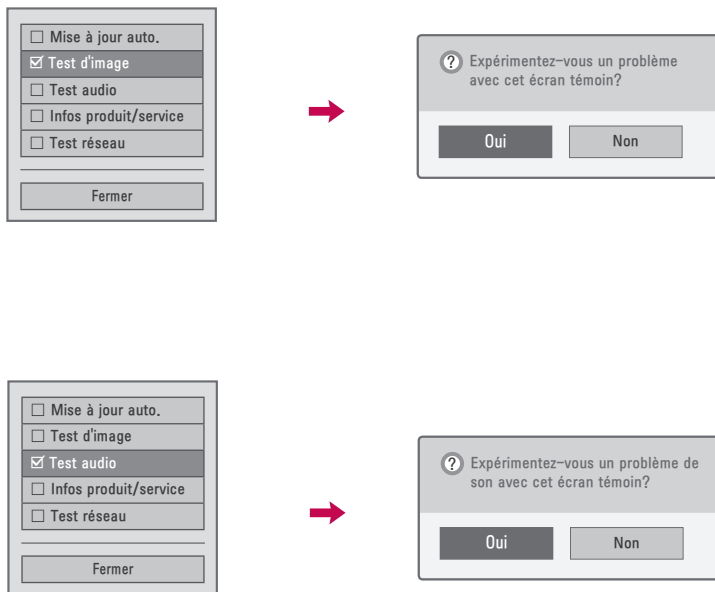 Mise à jour auto.
Test d'image
Test audio
Infos produit/service
Test réseau
Fermer
Expérimentez-vous un problème
avec cet écran témoin?
Oui
Non
Mise à jour auto.
Test d'image
Test audio
Infos produit/service
Test réseau
Fermer
Expérimentez-vous un problème de
son avec cet écran témoin?
Oui
Non